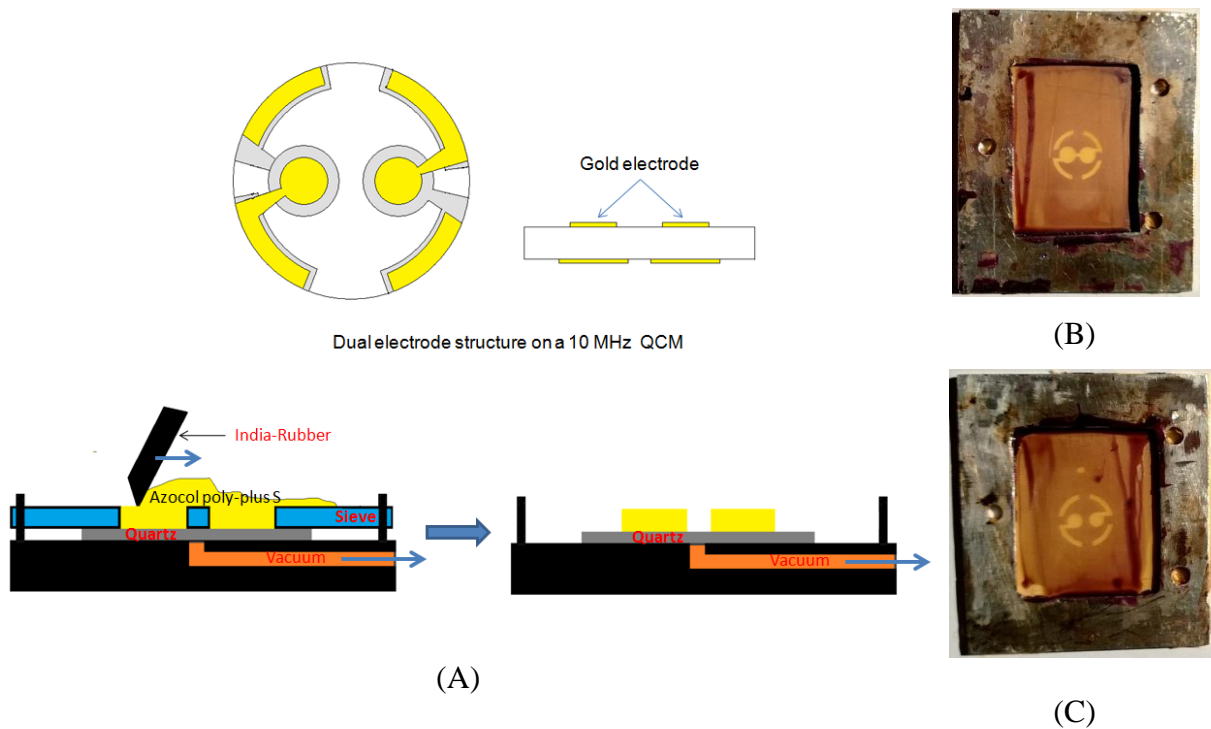 Gold electrode
Dual electrode structure on a 10 MHz QCM
(B)
India-Rubber
Azocol poly-plus S
Sieve
Quartz
Vacuum
Quartz
Vacuum
(A)
(C)